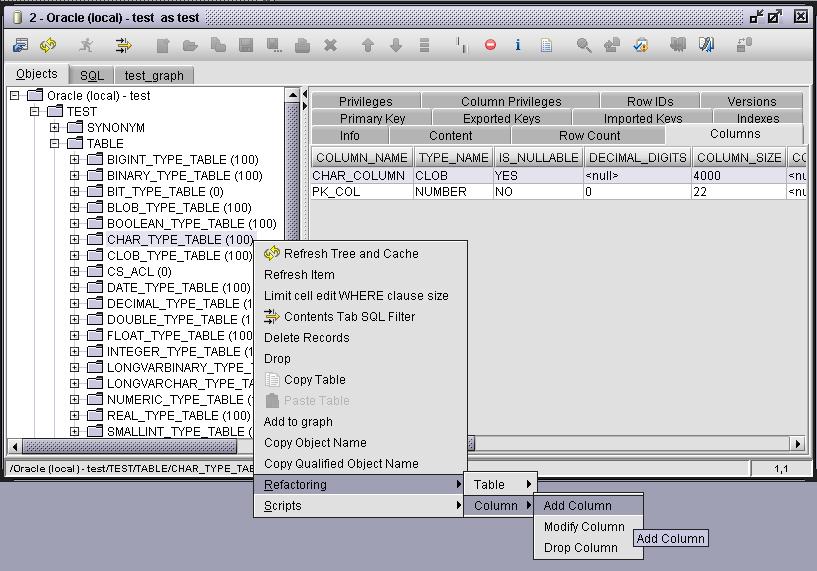 2 - Oracle (local) - test as test
Objects
SQL
test_graph
Oracle (local) - test
TEST
SYNONYM
TABLE
BIGINT_TYPE_TABLE (100)
BINARY_TYPE_TABLE (100)
BIT_TYPE_TABLE (0)
BLOB_TYPE_TABLE (100)
BOOLEAN_TYPE_TABLE (100)
CHAR_TYPE_TABLE (100)
CLOB_TYPE_TABLE (100)
CS_ACL (0)
DATE_TYPE_TABLE (100)
DECIMAL_TYPE_TABLE (1
DOUBLE_TYPE_TABLE (1
FLOAT_TYPE_TABLE (100)
INTEGER_TYPE_TABLE (1
LONGVARBINARY_TYPE_
LONGVARCHAR_TYPE_TA
NUMERIC_TYPE_TABLE (1
REAL_TYPE_TABLE (100)
SMALLINT_TYPE_TABLE (
Privileges Column Privileges Row IDs Versions
Primary Key Exported Keys Imported Keys Indexes
Info Content Row Count Columns
COLUMN_NAME TYPE_NAME IS_NULLABLE DECIMAL_DIGITS COLUMN_SIZE CO
CHAR_COLUMN CLOB YES <null> 4000 <nu
PK_COL NUMBER NO 0 22 <nu
Refresh Tree and Cache
Refresh Item
Limit cell edit WHERE clause size
Contents Tab SQL Filter
Delete Records
Drop
Copy Table
Paste Table
Add to graph
Copy Object Name
Copy Qualified Object Name
Refactoring
Scripts
Table
Column
Add Column
Modify Column
Drop Column
Add Column
/Oracle (local) - test/TEST/TABLE/CHAR_TYPE_TAB
1,1